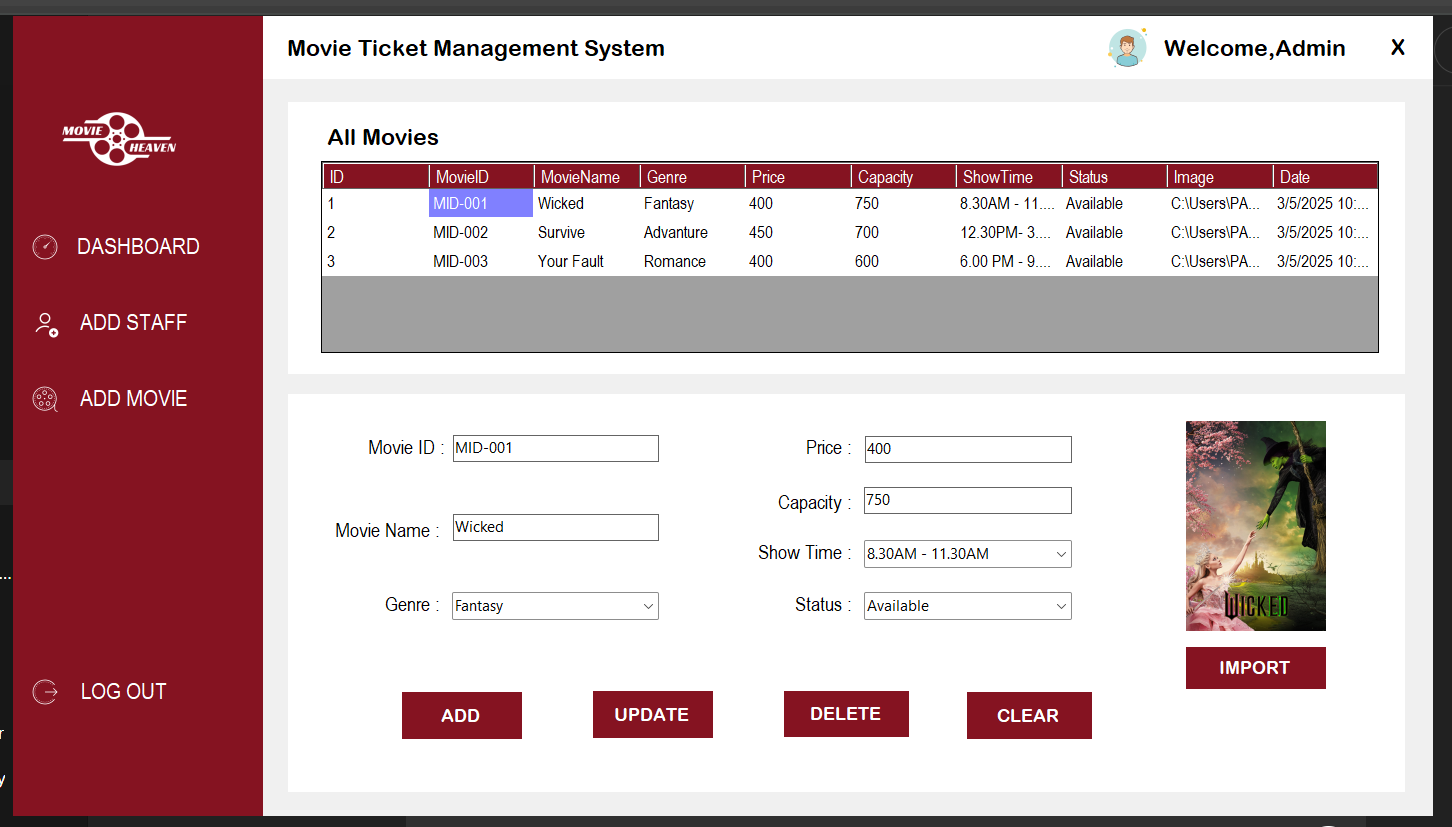 Movie Ticket Management System
Welcome,Admin
X
MOVIE
HEAVEN
DASHBOARD
ADD STAFF
ADD MOVIE
LOG OUT
All Movies
ID MovieID MovieName Genre Price Capacity ShowTime Status Image Date
1 MID-001 Wicked Fantasy 400 750 8.30AM - 11.... Available C:\Users\PA... 3/5/2025 10:...
2 MID-002 Survive Advanture 450 700 12.30PM- 3.... Available C:\Users\PA... 3/5/2025 10:...
3 MID-003 Your Fault Romance 400 600 6.00 PM - 9.... Available C:\Users\PA... 3/5/2025 10:...
Movie ID : MID-001
Price : 400
Capacity : 750
Movie Name : Wicked
Show Time : 8.30AM - 11.30AM
Genre : Fantasy
Status : Available
WICKED
IMPORT
ADD
UPDATE
DELETE
CLEAR
...
r
y